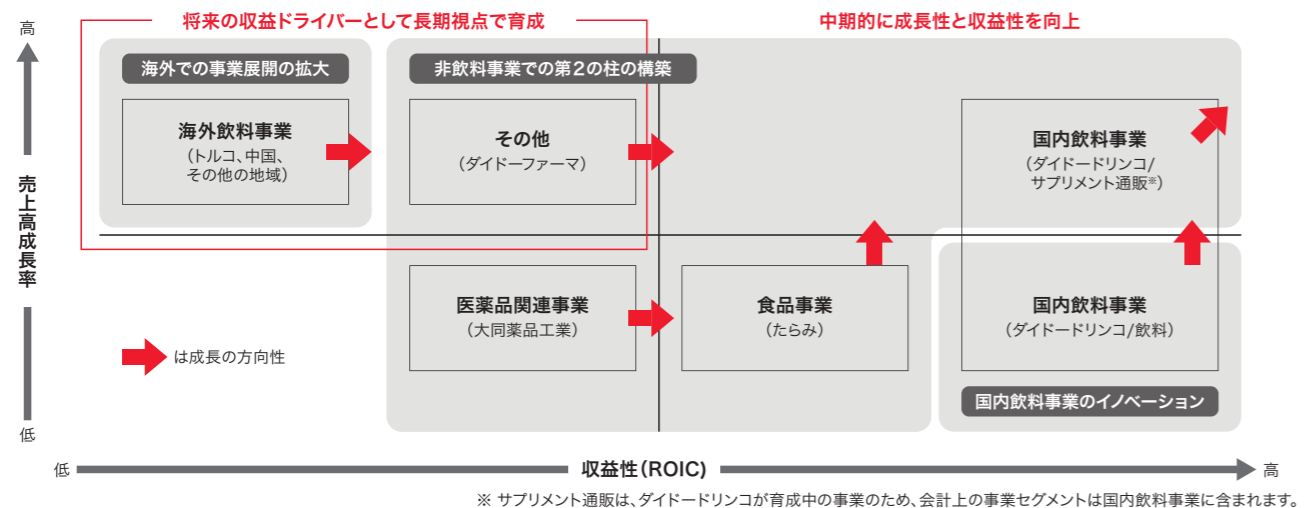 将来の収益ドライバーとして長期視点で育成
中期的に成長性と収益性を向上
高
海外での事業展開の拡大
非飲料事業での第2の柱の構築
海外飲料事業
(トルコ、中国、
その他の地域)
その他
(ダイドーファーマ)
国内飲料事業
(ダイドードリンコ/
サプリメント通販※)
売上高成長率
医薬品関連事業
(大同薬品工業)
食品事業
(たらみ)
国内飲料事業
(ダイドードリンコ/飲料)
は成長の方向性
国内飲料事業のイノベーション
低
低
収益性(ROIC)
高
※ サプリメント通販は、ダイドードリンコが育成中の事業のため、会計上の事業セグメントは国内飲料事業に含まれます。